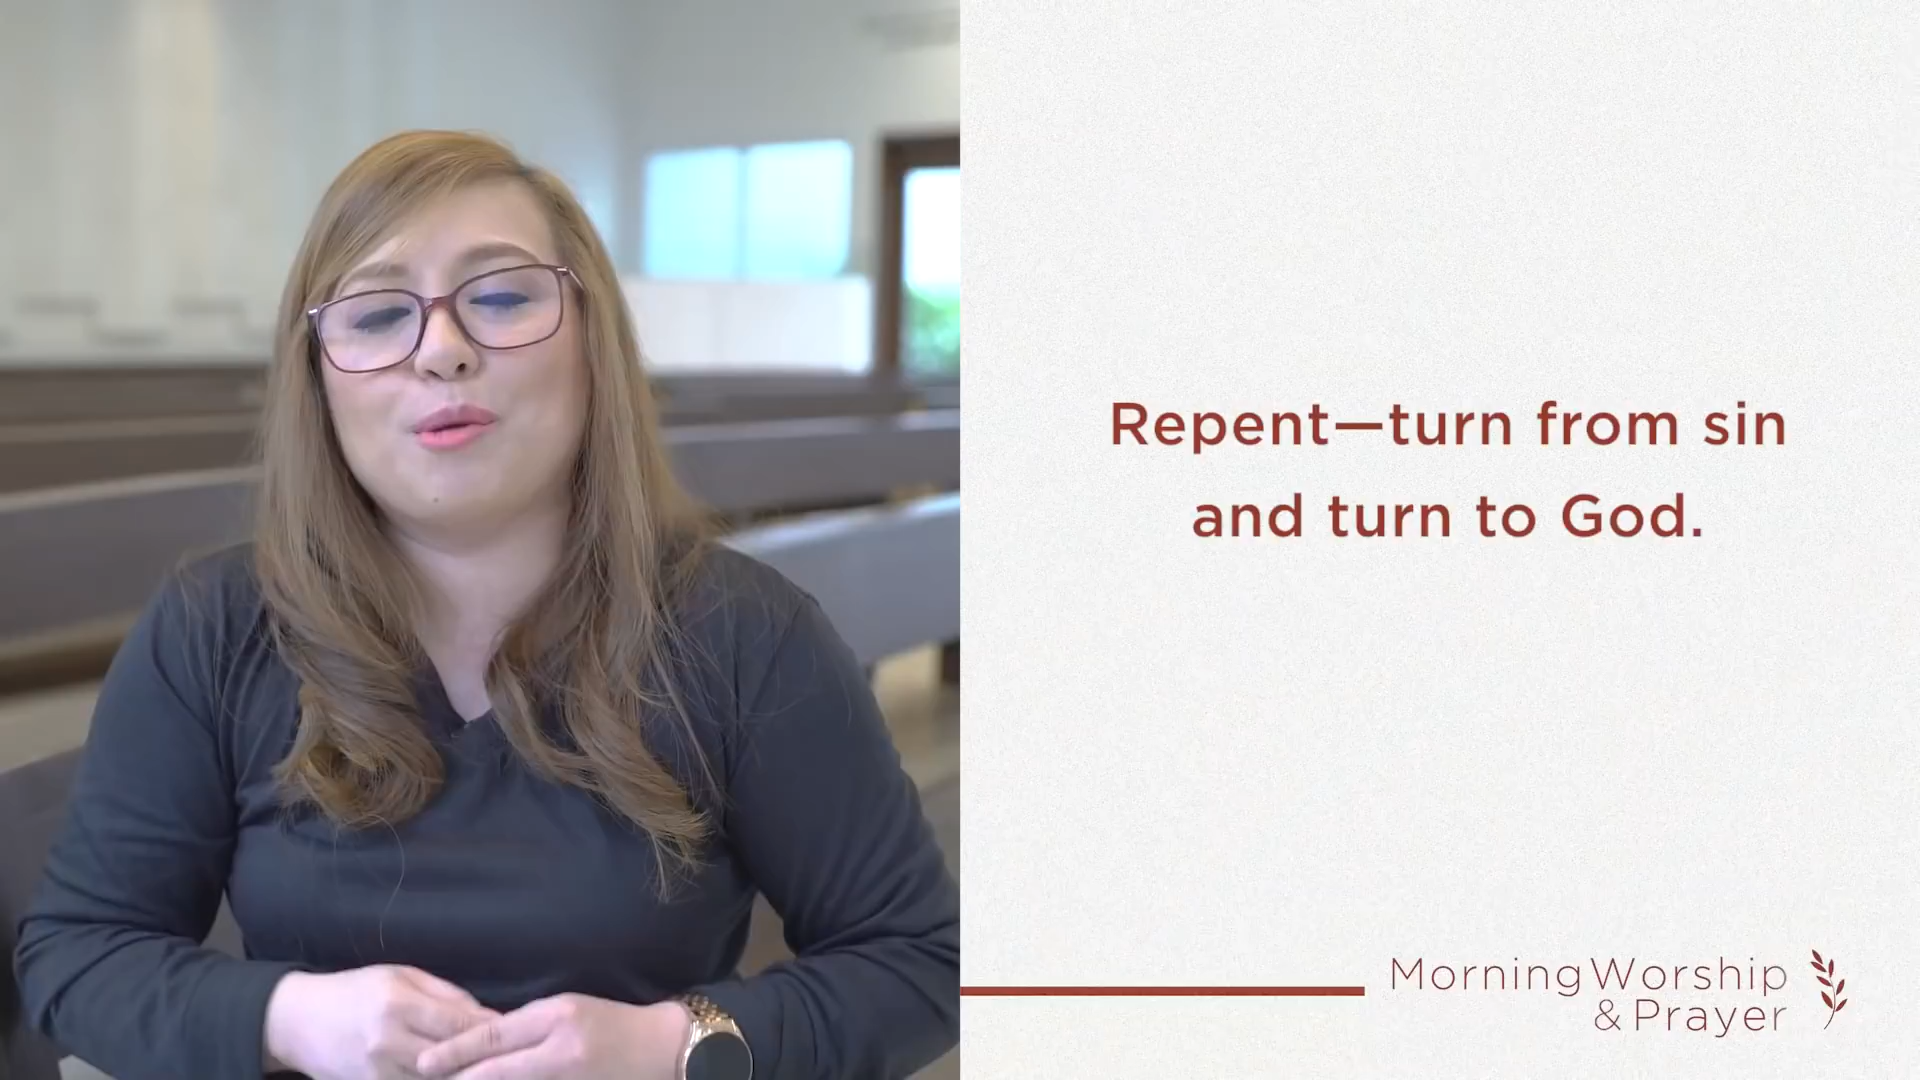 Repent—turn from sin
and turn to God.
Morning Worship
& Prayer